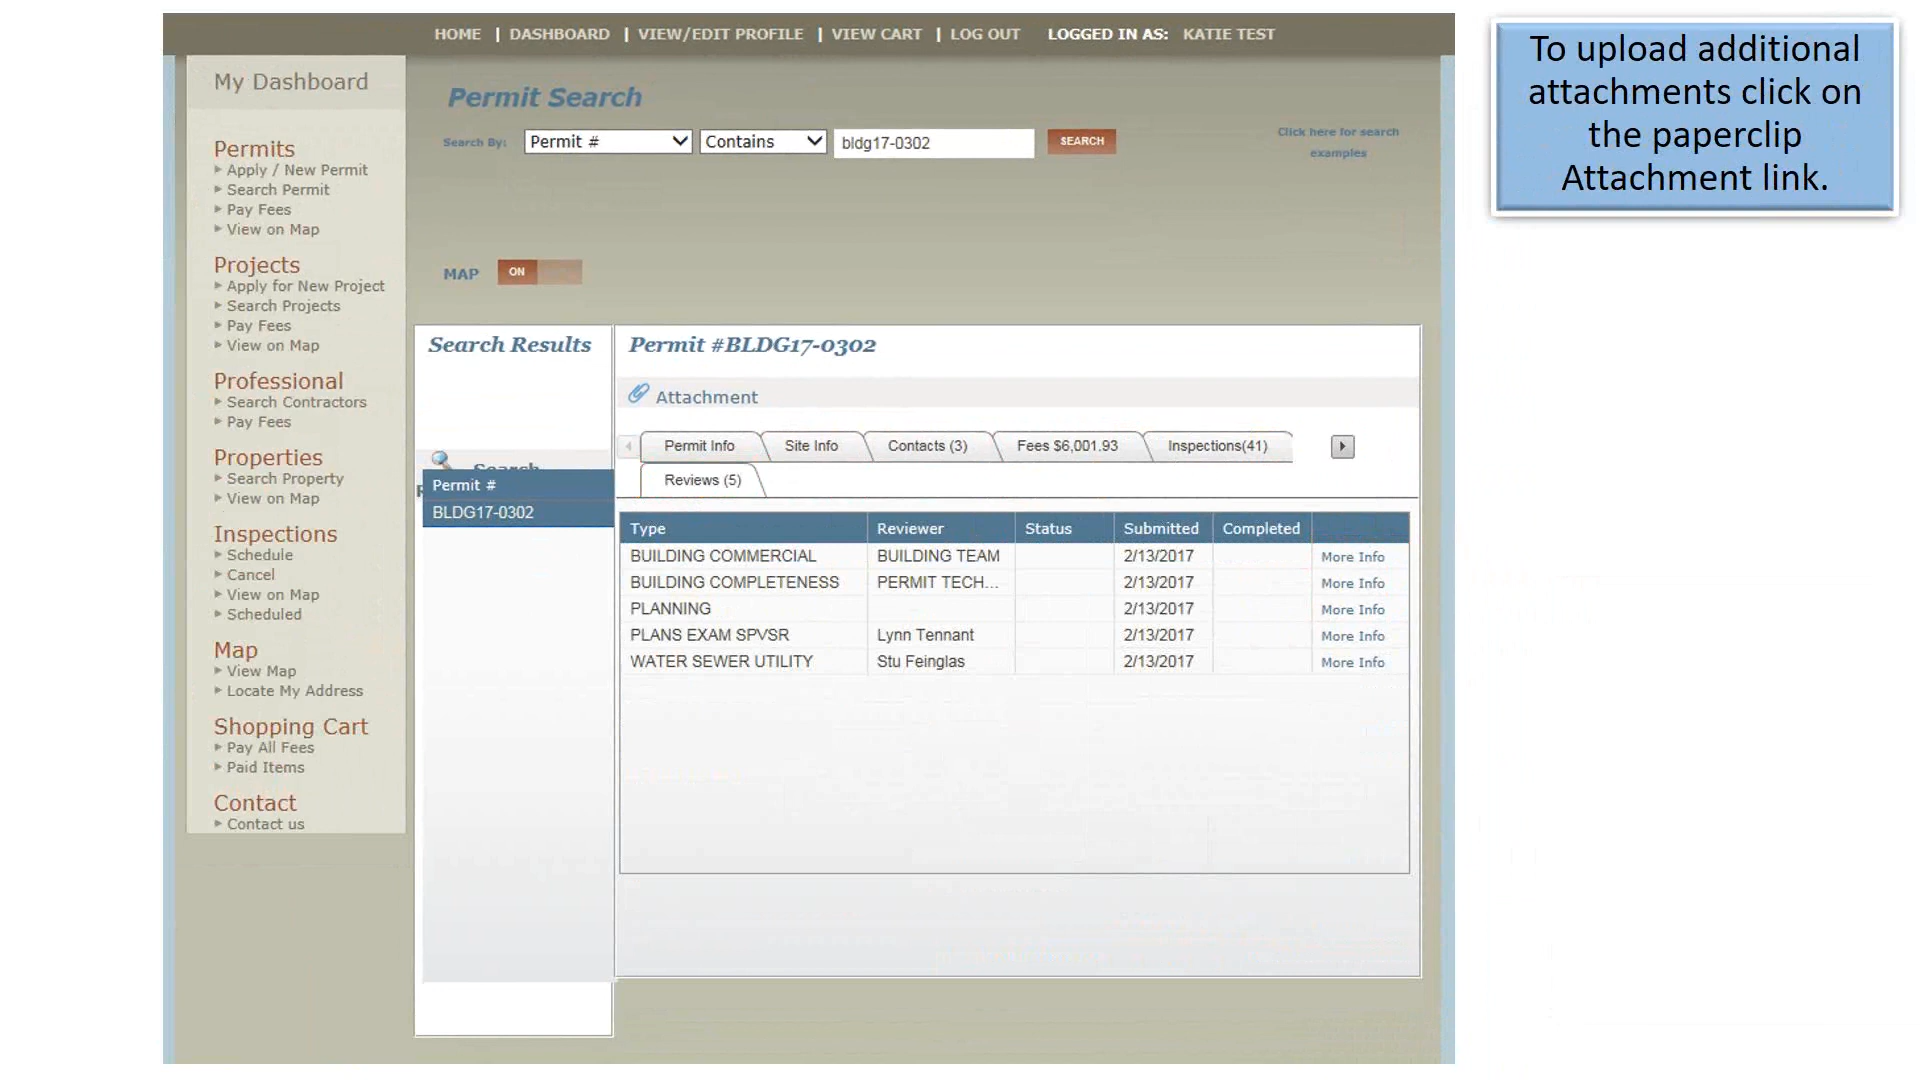 HOME | DASHBOARD | VIEW/EDIT PROFILE | VIEW CART | LOG OUT LOGGED IN AS: KATIE TEST
To upload additional
attachments click on
the paperclip
Attachment link.
My Dashboard
Permits
Apply / New Permit
Search Permit
Pay Fees
View on Map
Projects
Apply for New Project
Search Projects
Pay Fees
View on Map
Professional
Search Contractors
Pay Fees
Properties
Search Property
View on Map
Inspections
Schedule
Cancel
View on Map
Scheduled
Map
View Map
Locate My Address
Shopping Cart
Pay All Fees
Paid Items
Contact
Contact us
Permit Search
Search By: Permit # Contains bldg17-0302 SEARCH
Click here for search
examples
MAP ON
Search Results
Search
Permit #
BLDG17-0302
Permit #BLDG17-0302
Attachment
Permit Info Site Info Contacts (3) Fees $6,001.93 Inspections(41)
Reviews (5)
Type Reviewer Status Submitted Completed
BUILDING COMMERCIAL BUILDING TEAM 2/13/2017 More Info
BUILDING COMPLETENESS PERMIT TECH... 2/13/2017 More Info
PLANNING 2/13/2017 More Info
PLANS EXAM SPVSR Lynn Tennant 2/13/2017 More Info
WATER SEWER UTILITY Stu Feinglas 2/13/2017 More Info